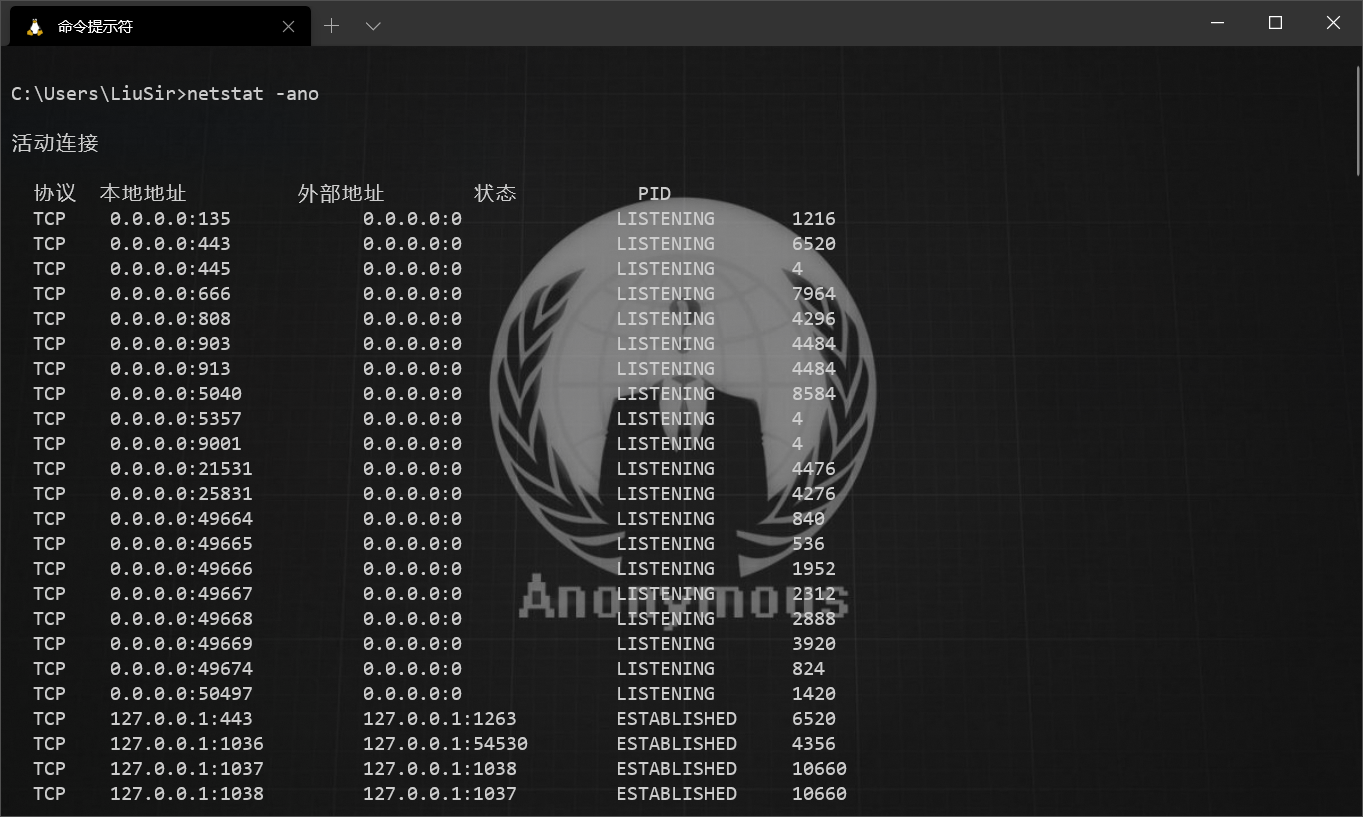 命令提示符
C:\Users\LiuSir>netstat -ano
活动连接
协议 本地地址 外部地址 状态 PID
TCP 0.0.0.0:135 0.0.0.0:0 LISTENING 1216
TCP 0.0.0.0:443 0.0.0.0:0 LISTENING 6520
TCP 0.0.0.0:445 0.0.0.0:0 LISTENING 4
TCP 0.0.0.0:666 0.0.0.0:0 LISTENING 7964
TCP 0.0.0.0:808 0.0.0.0:0 LISTENING 4296
TCP 0.0.0.0:903 0.0.0.0:0 LISTENING 4484
TCP 0.0.0.0:913 0.0.0.0:0 LISTENING 4484
TCP 0.0.0.0:5040 0.0.0.0:0 LISTENING 8584
TCP 0.0.0.0:5357 0.0.0.0:0 LISTENING 4
TCP 0.0.0.0:9001 0.0.0.0:0 LISTENING 4
TCP 0.0.0.0:21531 0.0.0.0:0 LISTENING 4476
TCP 0.0.0.0:25831 0.0.0.0:0 LISTENING 4276
TCP 0.0.0.0:49664 0.0.0.0:0 LISTENING 840
TCP 0.0.0.0:49665 0.0.0.0:0 LISTENING 536
TCP 0.0.0.0:49666 0.0.0.0:0 LISTENING 1952
TCP 0.0.0.0:49667 0.0.0.0:0 LISTENING 2312
TCP 0.0.0.0:49668 0.0.0.0:0 LISTENING 2888
TCP 0.0.0.0:49669 0.0.0.0:0 LISTENING 3920
TCP 0.0.0.0:49674 0.0.0.0:0 LISTENING 824
TCP 0.0.0.0:50497 0.0.0.0:0 LISTENING 1420
TCP 127.0.0.1:443 127.0.0.1:1263 ESTABLISHED 6520
TCP 127.0.0.1:1036 127.0.0.1:54530 ESTABLISHED 4356
TCP 127.0.0.1:1037 127.0.0.1:1038 ESTABLISHED 10660
TCP 127.0.0.1:1038 127.0.0.1:1037 ESTABLISHED 10660
Anonymous